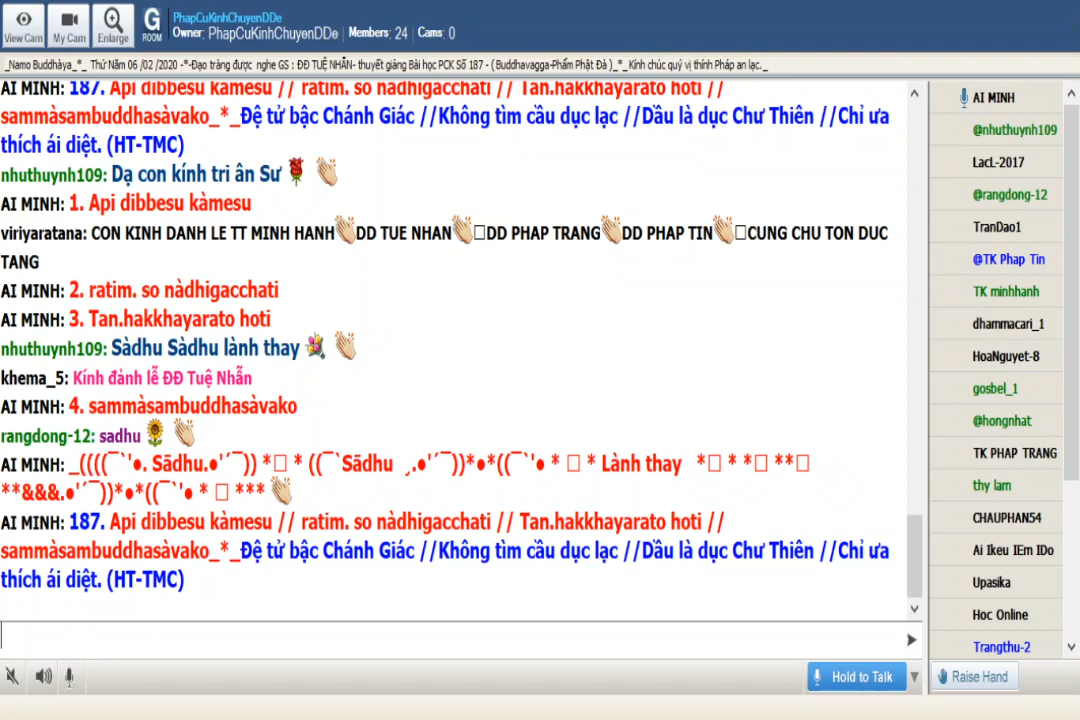 PhapCuKinhChuyenDDe
Owner: PhapCuKinhChuyenDDe Members: 24 Cams: 0
View Cam My Cam Enlarge G ROOM
_Namo Buddhàya_*_ Thứ Năm 06 /02 /2020 -*-Đạo tràng được nghe GS : ĐĐ TUỆ NHẪN- thuyết giảng Bài học PCK Số 187 - ( Buddhavagga-Phẩm Phật Đà )_*_Kính chúc quý vị thính Pháp an lạc._
AI MINH: 187. Api dibbesu kàmesu // ratim. so nàdhigacchati // Tan.hakkhayarato hoti //
sammàsambuddhasàvako_*_Đệ tử bậc Chánh Giác //Không tìm cầu dục lạc //Dầu là dục Chư Thiên //Chỉ ưa
thích ái diệt. (HT-TMC)
nhuthuynh109: Dạ con kính tri ân Sư 🌹 👏
AI MINH: 1. Api dibbesu kàmesu
viriyaratana: CON KINH DANH LE TT MINH HANH👏DD TUE NHAN👏□DD PHAP TRANG👏DD PHAP TIN👏□CUNG CHU TON DUC
TANG
AI MINH: 2. ratim. so nàdhigacchati
AI MINH: 3. Tan.hakkhayarato hoti
nhuthuynh109: Sàdhu Sàdhu lành thay 💐 👏
khema_5: Kính đảnh lễ ĐĐ Tuệ Nhẫn
AI MINH: 4. sammàsambuddhasàvako
rangdong-12: sadhu 🌻 👏
AI MINH: _((((¯`'•. Sādhu.•'´¯)) *□ * ((¯`Sādhu ¸.•'´¯))*•*((¯`'• * □ * Lành thay *□ * *□ **□
**&&&.•'´¯))*•*((¯`'• * □ *** 👏
AI MINH: 187. Api dibbesu kàmesu // ratim. so nàdhigacchati // Tan.hakkhayarato hoti //
sammàsambuddhasàvako_*_Đệ tử bậc Chánh Giác //Không tìm cầu dục lạc //Dầu là dục Chư Thiên //Chỉ ưa
thích ái diệt. (HT-TMC)
AI MINH
@nhuthuynh109
LacL-2017
@rangdong-12
TranDao1
@TK Phap Tin
TK minhhanh
dhammacari_1
HoaNguyet-8
gosbel_1
@hongnhat
TK PHAP TRANG
thy lam
CHAUPHAN54
Ai Ikeu IEm IDo
Upasika
Hoc Online
Trangthu-2
Hold to Talk
Raise Hand